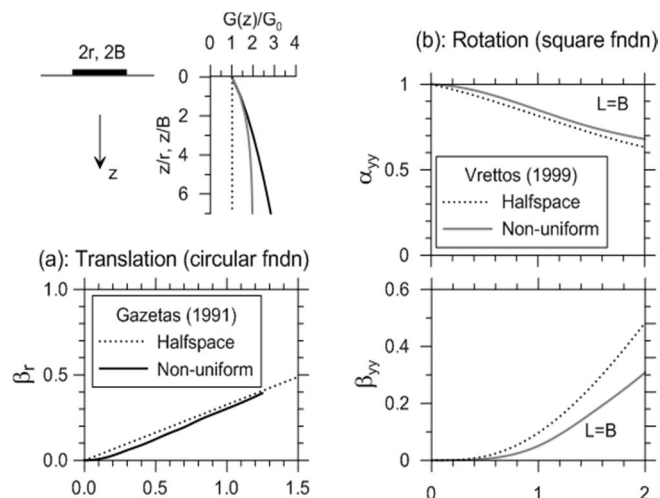 G(z)/G₀
0 1 2 3 4
2r, 2B
z
z/r, z/B
0
2
4
6
(a): Translation (circular fndn)
βr
1.0
0.5
0.0
Gazetas (1991)
Halfspace
Non-uniform
0.0 0.5 1.0 1.5
(b): Rotation (square fndn)
αyy
1
0.5
0
L=B
Vrettos (1999)
Halfspace
Non-uniform
βyy
0.6
0.4
0.2
0
L=B
0 1 2